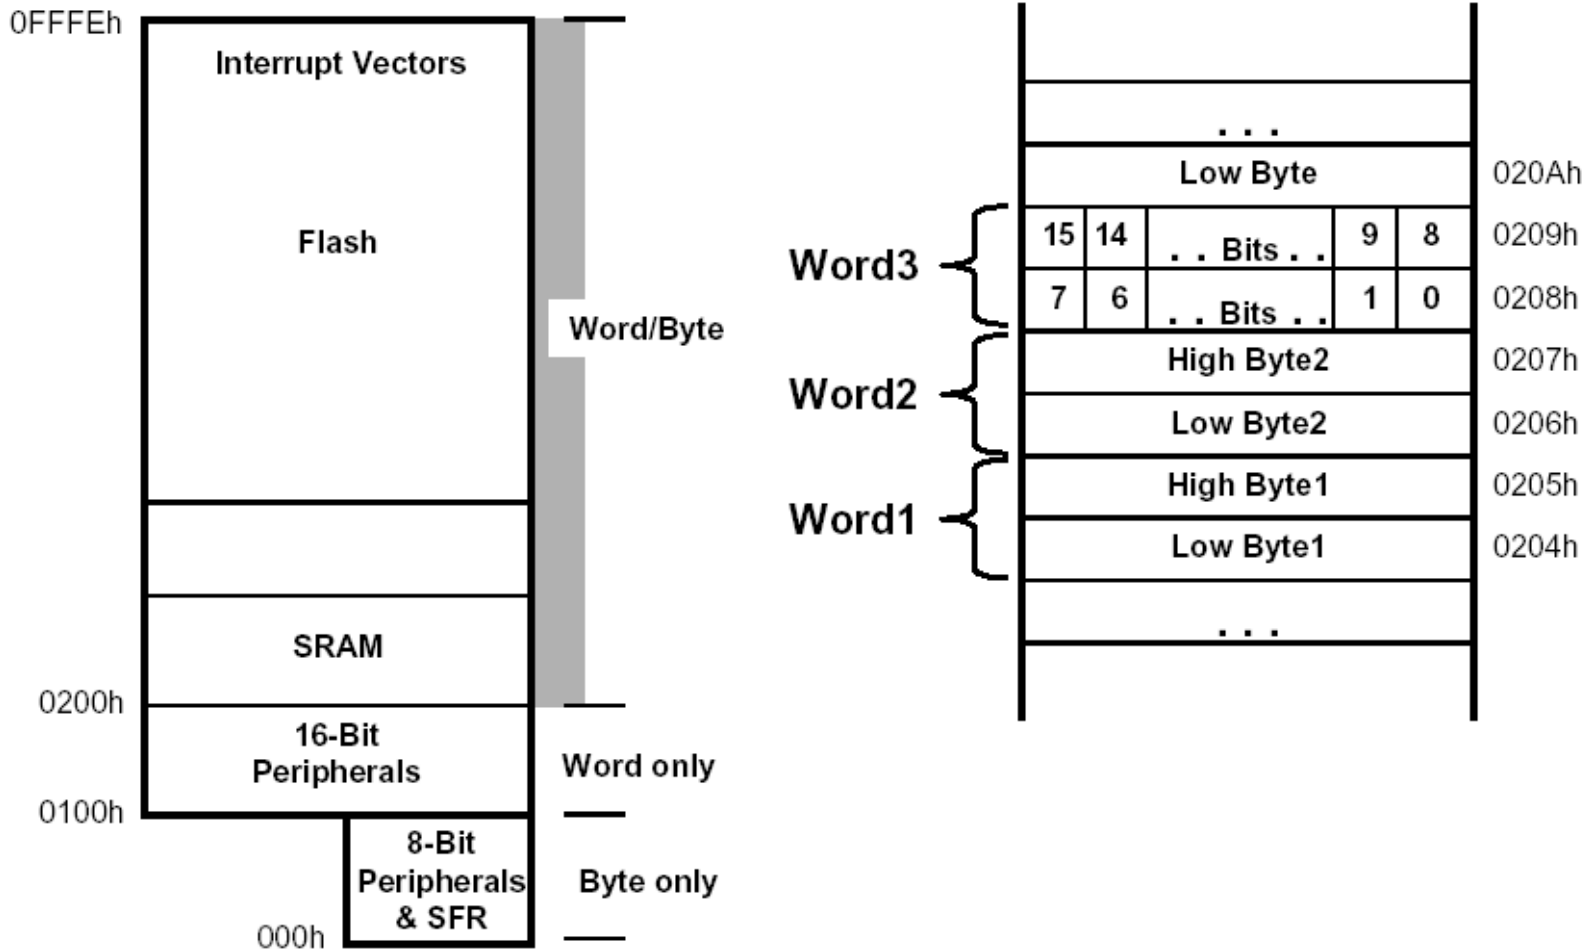 0FFFEh
Interrupt Vectors
Flash
Word/Byte
SRAM
0200h
16-Bit
Peripherals
Word only
0100h
8-Bit
Peripherals
& SFR
Byte only
000h
. . .
Low Byte 020Ah
Word3
15 14 . . Bits . . 9 8 0209h
7 6 . . Bits . . 1 0 0208h
Word2
High Byte2 0207h
Low Byte2 0206h
Word1
High Byte1 0205h
Low Byte1 0204h
. . .